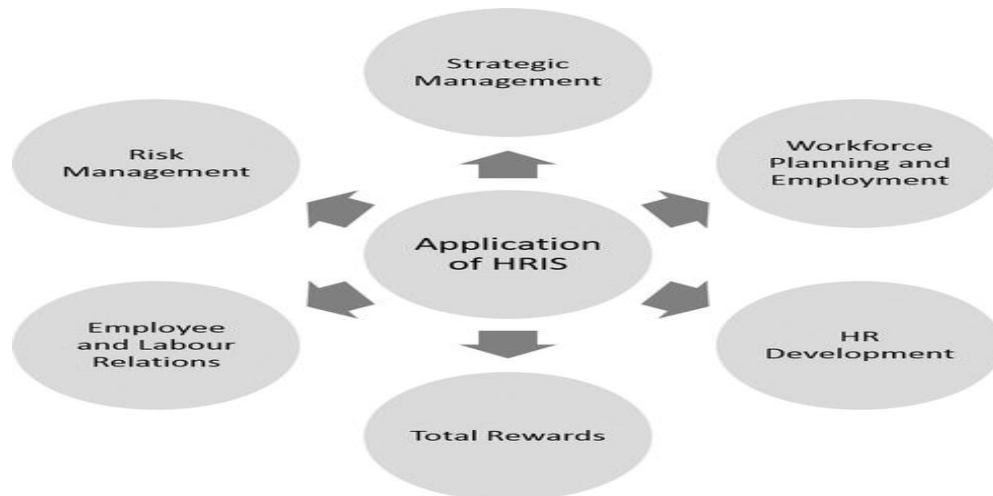 Strategic
Management
Risk
Management
Workforce
Planning and
Employment
Application
of HRIS
Employee
and Labour
Relations
HR
Development
Total Rewards